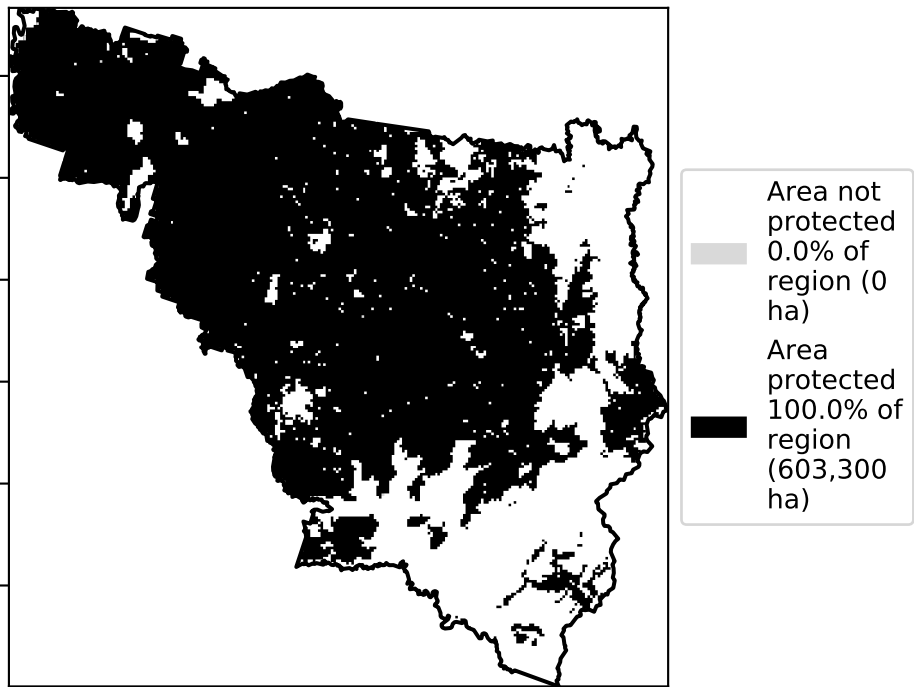 Area not
protected
0.0% of
region (0
ha)
Area
protected
100.0% of
region
(603,300
ha)